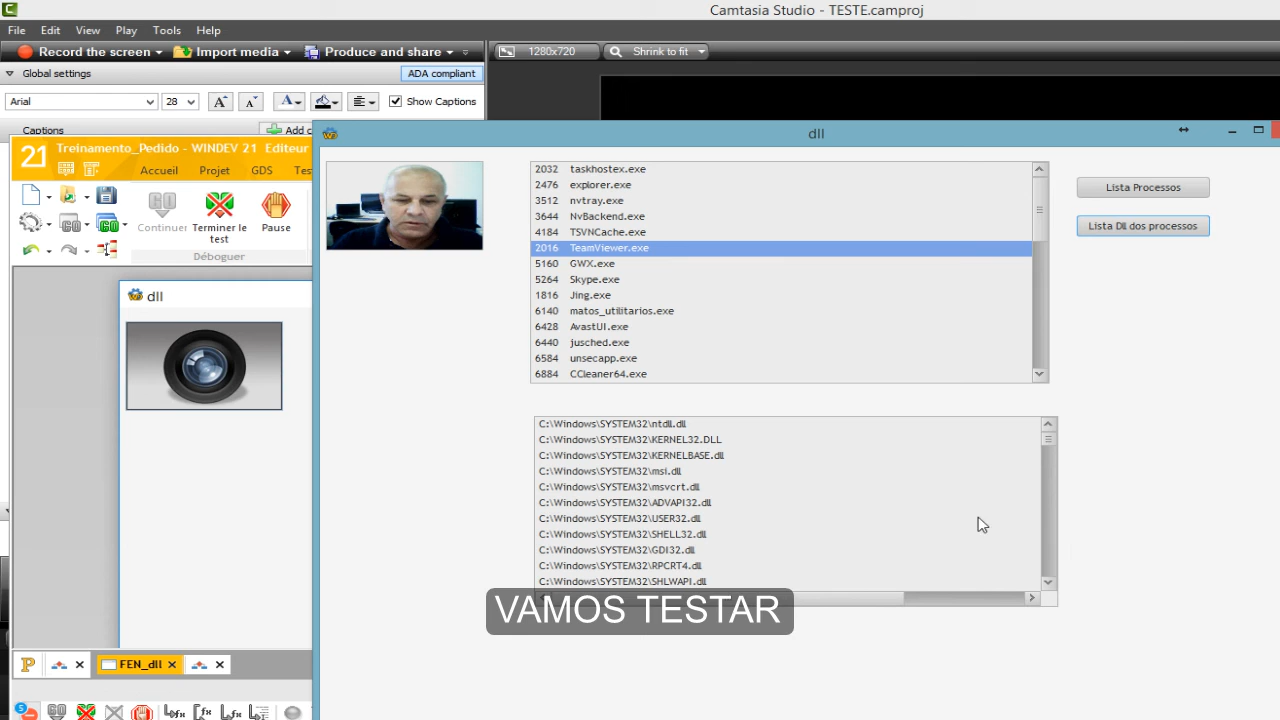 Camtasia Studio - TESTE.camproj
File Edit View Play Tools Help
Record the screen Import media Produce and share 1280x720 Shrink to fit
Global settings ADA compliant
Arial 28 Show Captions
Captions Add c
21 Treinamento_Pedido - WINDEV 21 Editeur
Accueil Projet GDS Tes
GO Continuer Terminer le test Pause
Déboguer
dll
dll
2032 taskhostex.exe
2476 explorer.exe
3512 nvtray.exe
3644 NvBackend.exe
4184 TSVNCache.exe
2016 TeamViewer.exe
5160 GWX.exe
5264 Skype.exe
1816 Jing.exe
6140 matos_utilitarios.exe
6428 AvastUI.exe
6440 jusched.exe
6584 unsecapp.exe
6884 CCleaner64.exe
Lista Processos
Lista Dll dos processos
C:\Windows\SYSTEM32\ntdll.dll
C:\Windows\SYSTEM32\KERNEL32.DLL
C:\Windows\SYSTEM32\KERNELBASE.dll
C:\Windows\SYSTEM32\msi.dll
C:\Windows\SYSTEM32\msvcrt.dll
C:\Windows\SYSTEM32\ADVAPI32.dll
C:\Windows\SYSTEM32\USER32.dll
C:\Windows\SYSTEM32\SHELL32.dll
C:\Windows\SYSTEM32\GDI32.dll
C:\Windows\SYSTEM32\RPCRT4.dll
C:\Windows\SYSTEM32\SHLWAPI.dll
VAMOS TESTAR
FEN_dll